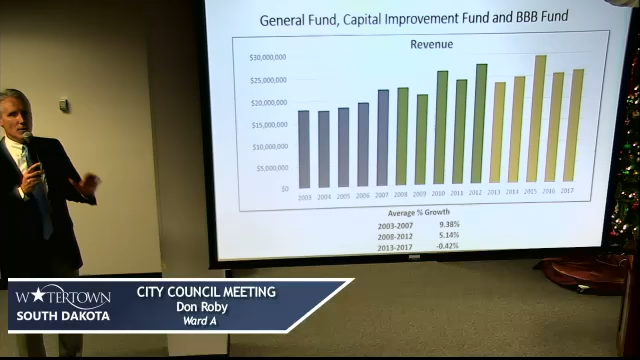 General Fund, Capital Improvement Fund and BBB Fund
Revenue
$30,000,000
$25,000,000
$20,000,000
$15,000,000
$10,000,000
$5,000,000
$0
2003 2004 2005 2006 2007 2008 2009 2010 2011 2012 2013 2014 2015 2016 2017
Average % Growth
2003-2007 9.38%
2008-2012 5.14%
2013-2017 -0.42%
WATERTOWN
SOUTH DAKOTA
CITY COUNCIL MEETING
Don Roby
Ward A